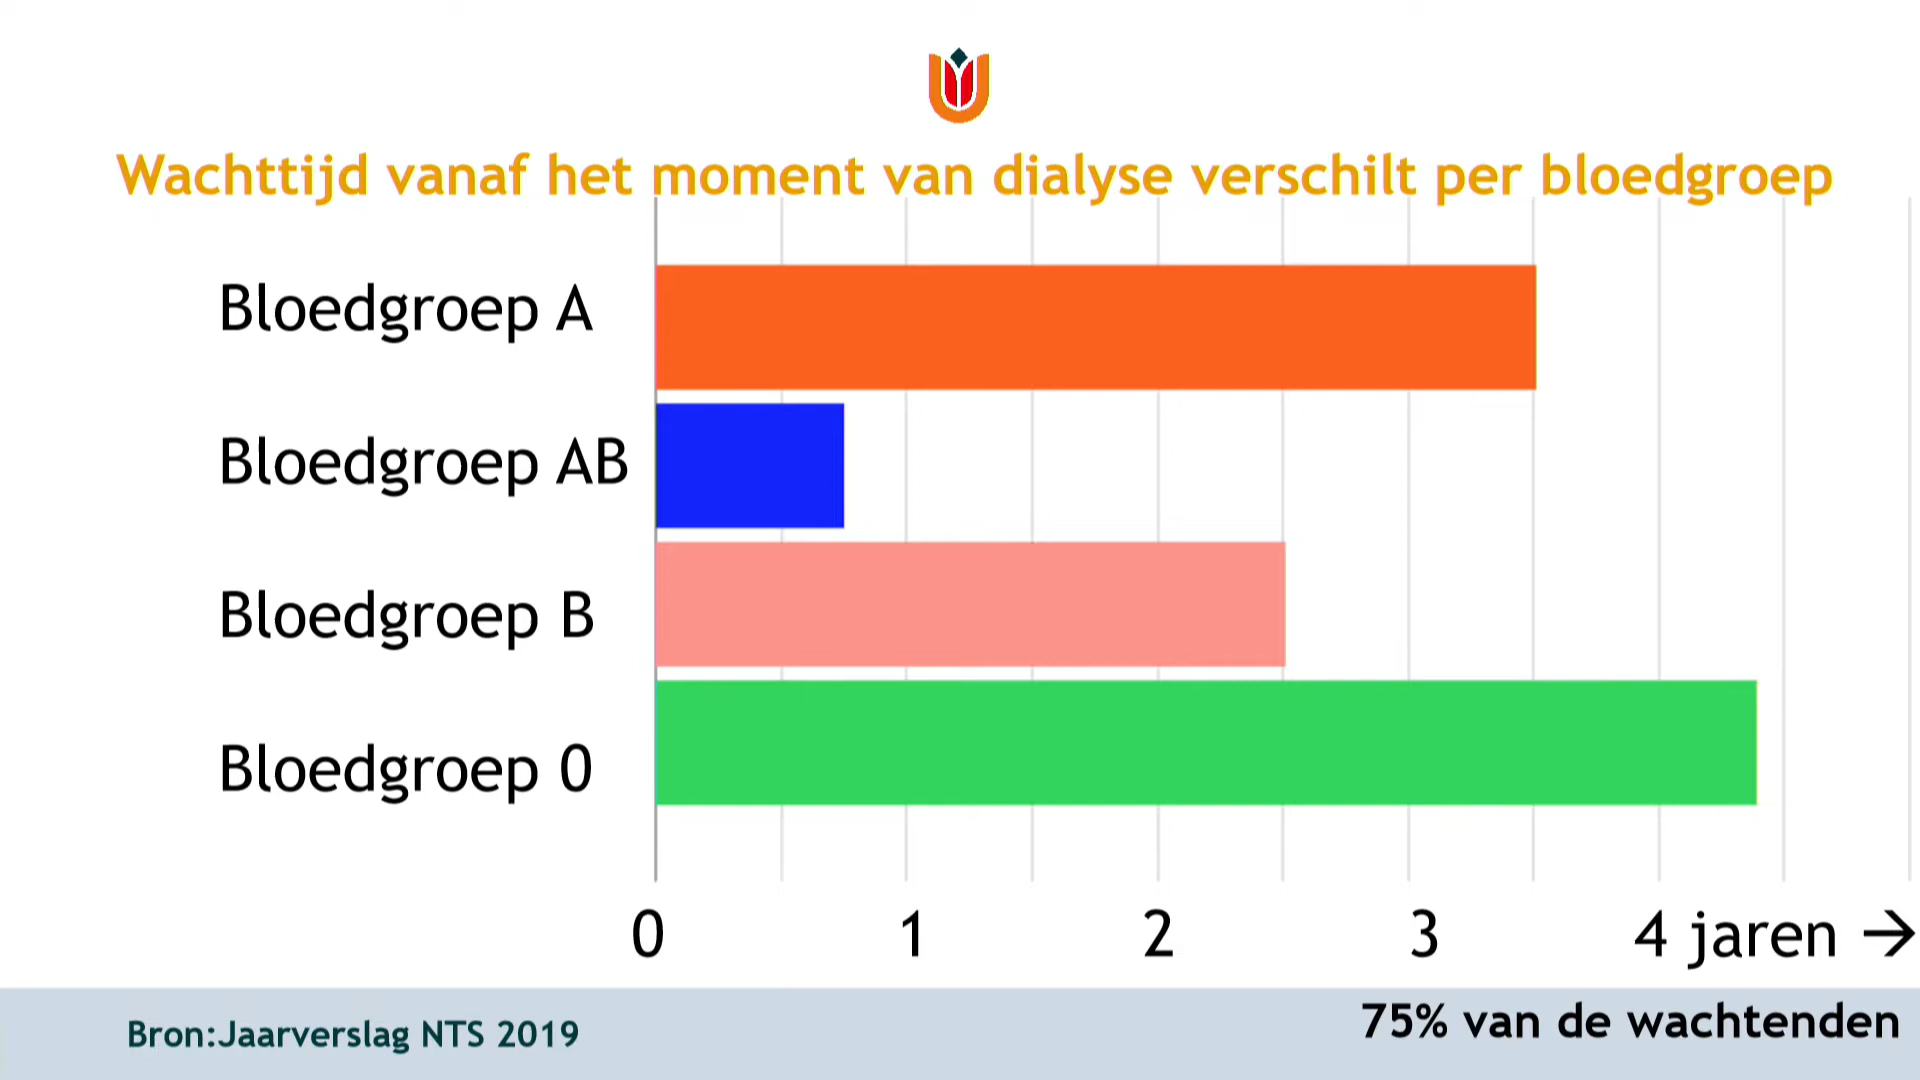 Wachttijd vanaf het moment van dialyse verschilt per bloedgroep
Bloedgroep A
Bloedgroep AB
Bloedgroep B
Bloedgroep 0
0 1 2 3 4 jaren →
75% van de wachtenden
Bron:Jaarverslag NTS 2019